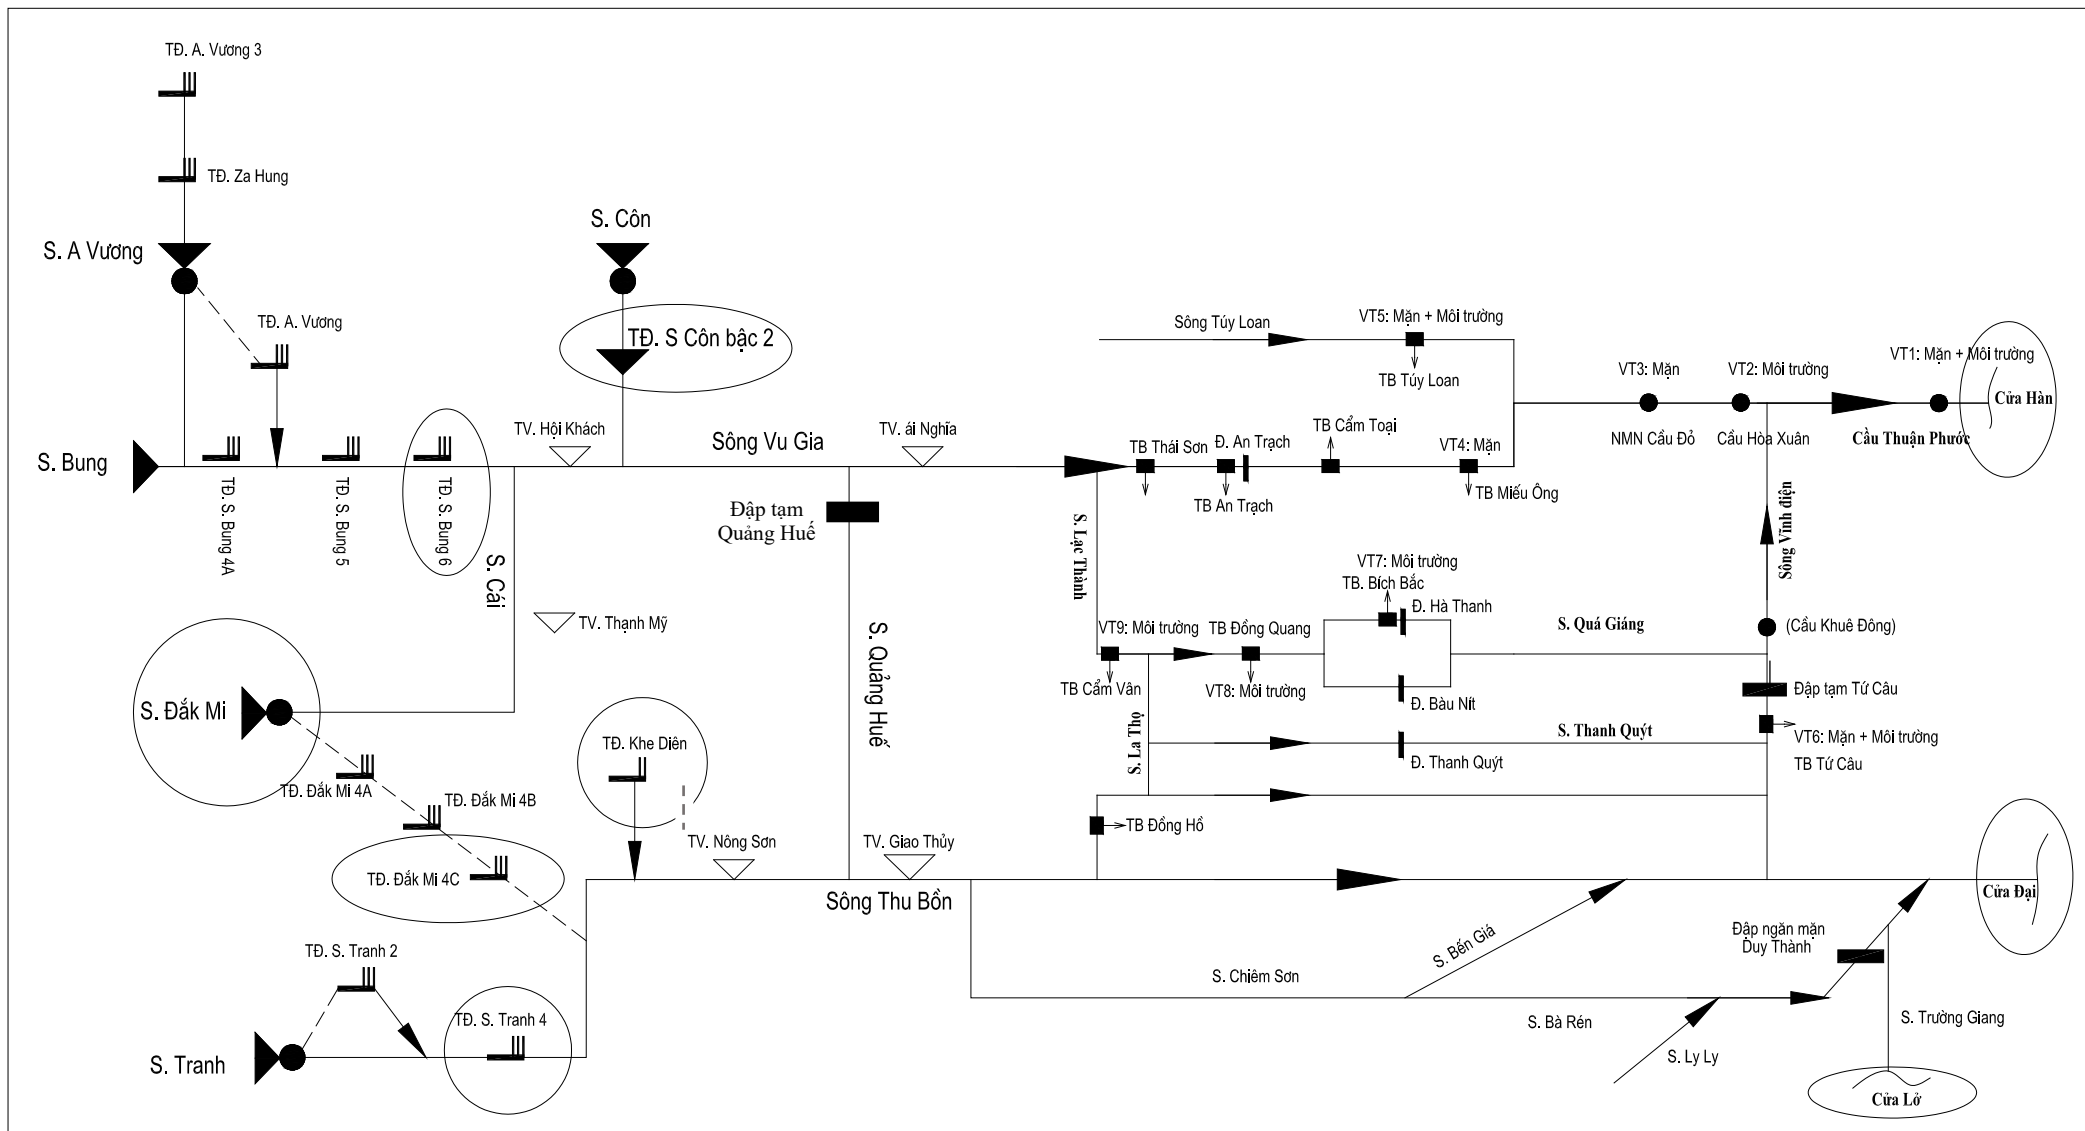 TĐ. A. Vương 3
TĐ. Za Hung
S. A Vương
S. Côn
TĐ. A. Vương
TĐ. S Côn bậc 2
Sông Túy Loan
VT5: Mặn + Môi trường
TB Túy Loan
VT3: Mặn
VT2: Môi trường
VT1: Mặn + Môi trường
Cửa Hàn
NMN Cầu Đỏ
Cầu Hòa Xuân
Cầu Thuận Phước
S. Bung
TĐ. S. Bung 4A
TĐ. S. Bung 5
TĐ. S. Bung 6
TV. Hội Khách
Sông Vu Gia
TV. ái Nghĩa
TB Thái Sơn
Đ. An Trạch
TB Cẩm Toại
VT4: Mặn
TB An Trạch
TB Miếu Ông
Đập tạm
Quảng Huế
S. Cái
S. Lạc Thành
Sông Vĩnh điện
VT7: Môi trường
TB. Bích Bắc
Đ. Hà Thanh
TV. Thạnh Mỹ
S. Quảng Huế
VT9: Môi trường
TB Đồng Quang
S. Quá Giáng
(Cầu Khuê Đông)
TB Cẩm Vân
VT8: Môi trường
Đ. Bàu Nít
Đập tạm Tứ Câu
S. Đắk Mi
TĐ. Khe Diên
S. La Thọ
S. Thanh Quýt
Đ. Thanh Quýt
VT6: Mặn + Môi trường
TB Tứ Câu
TĐ. Đắk Mi 4A
TĐ. Đắk Mi 4B
TB Đồng Hồ
TV. Nông Sơn
TV. Giao Thủy
TĐ. Đắk Mi 4C
Sông Thu Bồn
Cửa Đại
TĐ. S. Tranh 2
S. Bến Giá
Đập ngăn mặn
Duy Thành
S. Chiêm Sơn
TĐ. S. Tranh 4
S. Bà Rén
S. Trường Giang
S. Tranh
S. Ly Ly
Cửa Lở